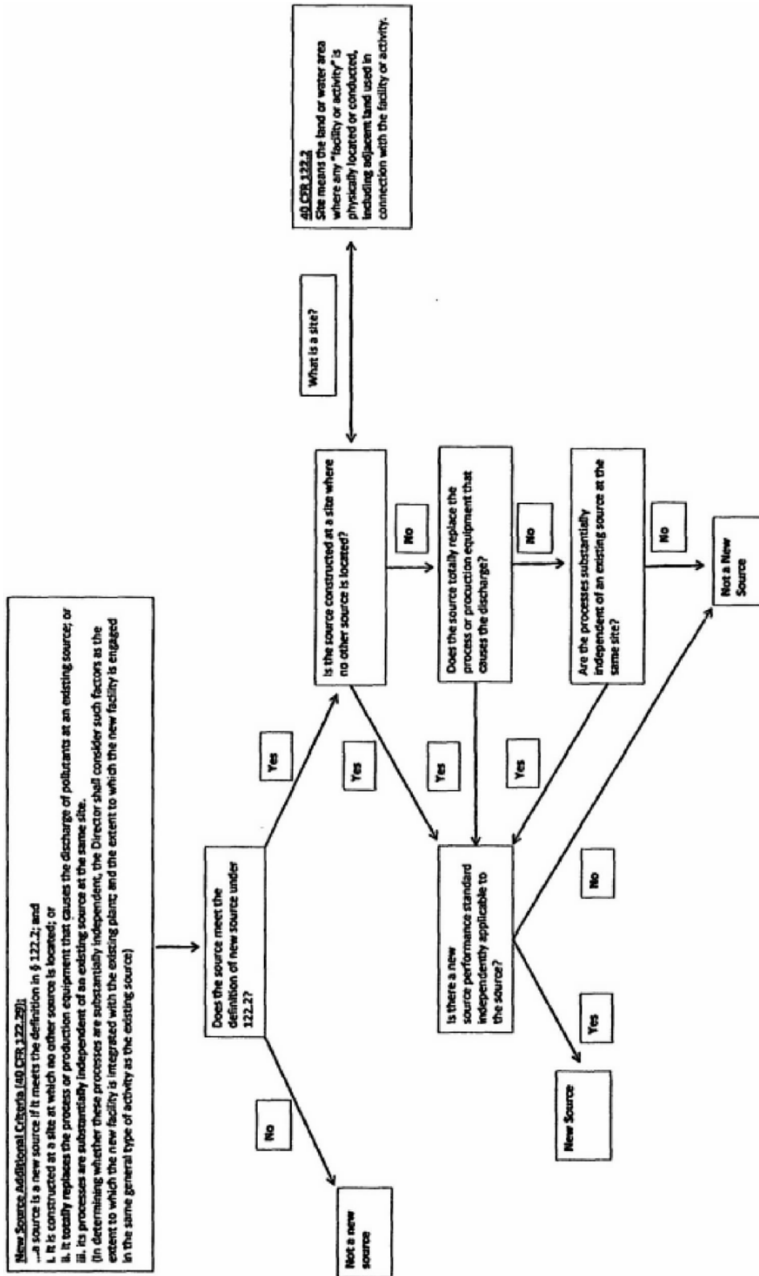 New Source Additional Criteria (40 CFR 122.29):
...a source is a new source if it meets the definition in § 122.2; and
i. It is constructed at a site at which no other source is located; or
ii. It totally replaces the process or production equipment that causes the discharge of pollutants at an existing source; or
iii. its processes are substantially independent of an existing source at the same site.
(In determining whether these processes are substantially independent, the Director shall consider such factors as the
extent to which the new facility is integrated with the existing plant; and the extent to which the new facility is engaged
in the same general type of activity as the existing source)
Does the source meet the
definition of new source under
122.2?
No
Yes
Not a new
source
Is the source constructed at a site where
no other source is located?
What is a site?
40 CFR 122.2
Site means the land or water area
where any "facility or activity" is
physically located or conducted,
including adjacent land used in
connection with the facility or activity.
Yes
No
Does the source totally replace the
process or procuction equipment that
causes the discharge?
Yes
No
Are the processes substantially
independent of an existing source at the
same site?
Yes
No
Is there a new
source performance standard
independently applicable to
the source?
Yes
No
New Source
Not a New
Source